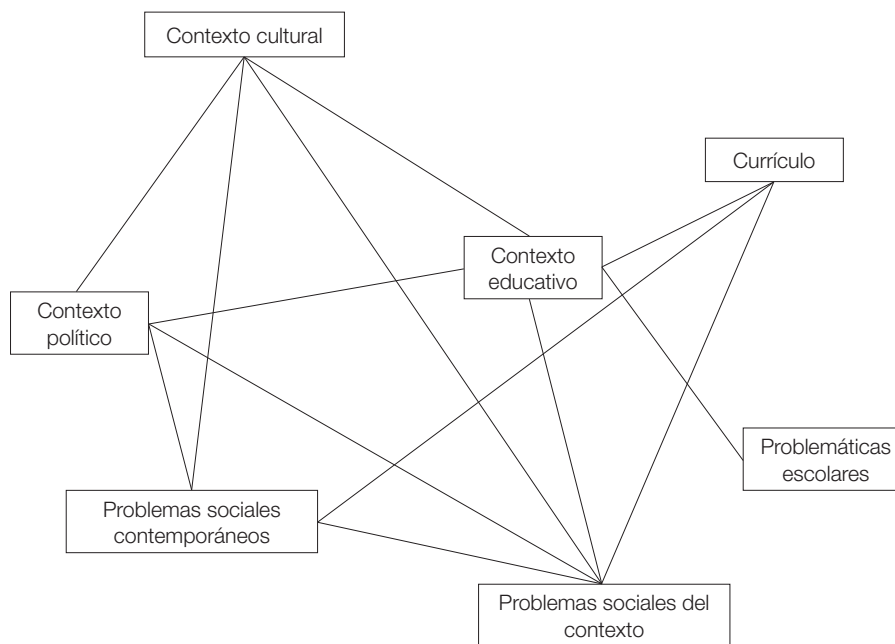 Contexto cultural
Currículo
Contexto
educativo
Contexto
político
Problemáticas
escolares
Problemas sociales
contemporáneos
Problemas sociales del
contexto